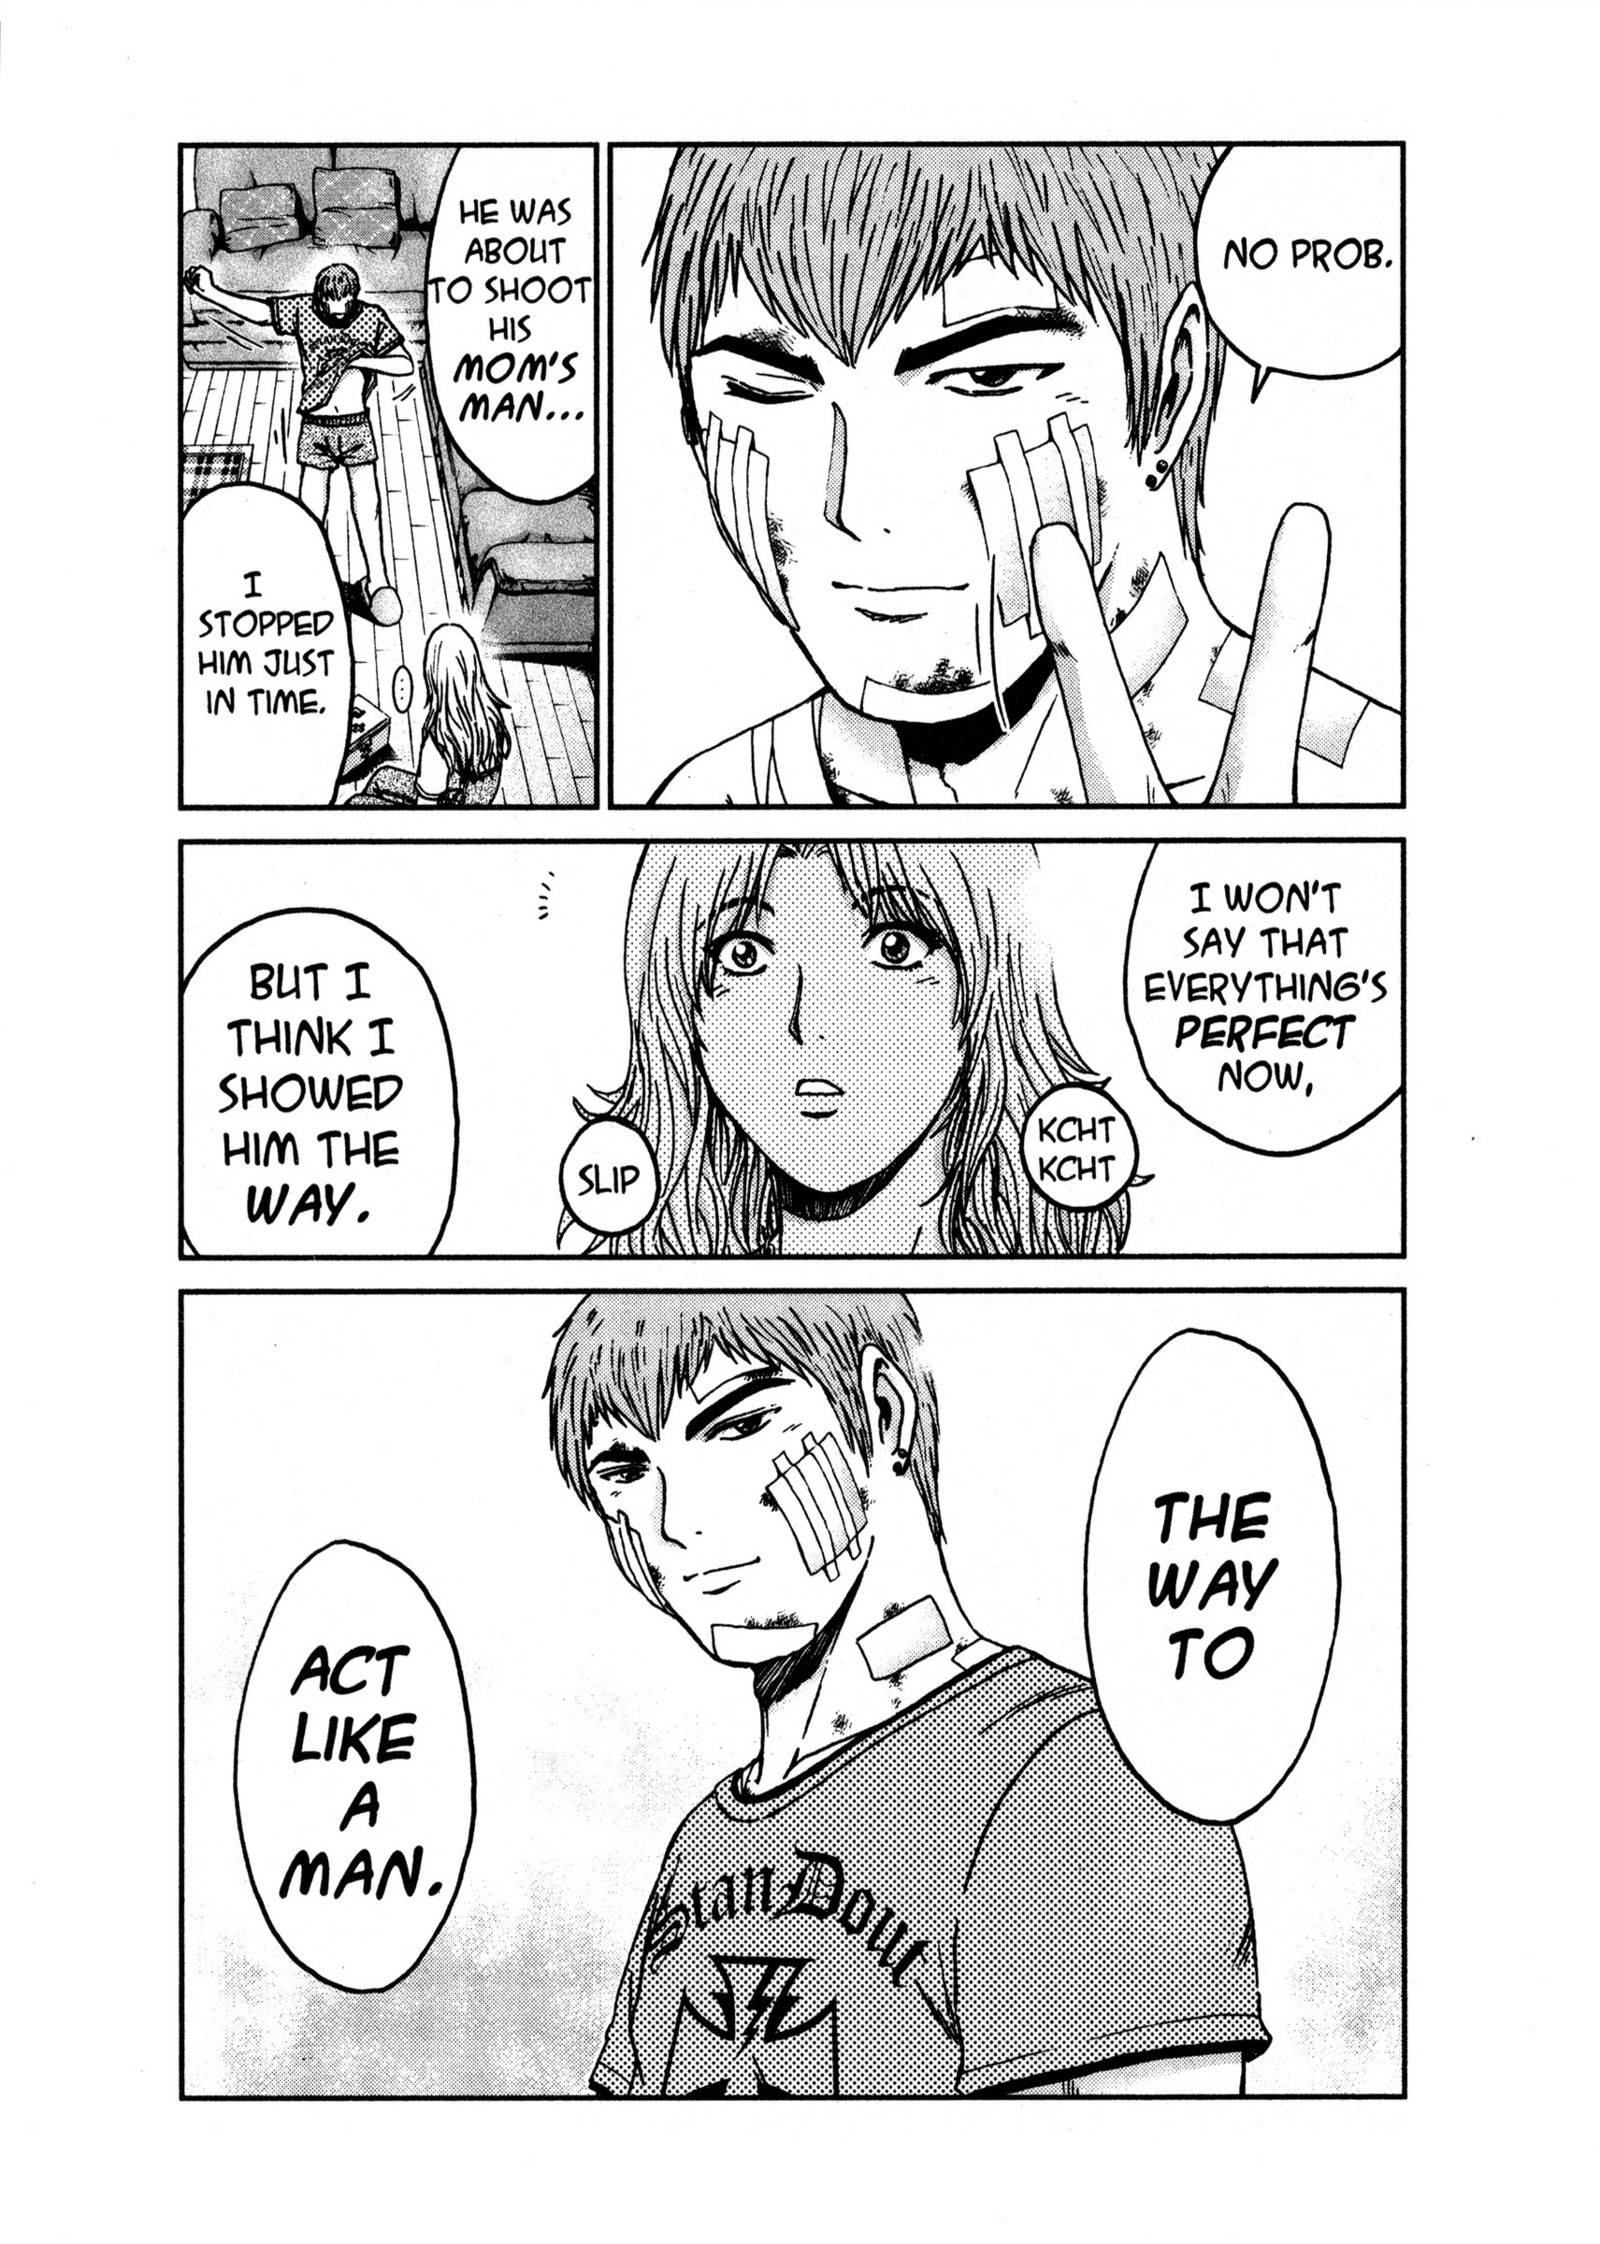 NO PROB.
HE WAS
ABOUT
TO SHOOT
HIS
MOM'S
MAN...
I
STOPPED
HIM JUST
IN TIME.
I WON'T
SAY THAT
EVERYTHING'S
PERFECT
NOW,
KCHT
KCHT
SLIP
BUT I
THINK I
SHOWED
HIM THE
WAY.
THE
WAY
TO
ACT
LIKE
A
MAN.
StanDout